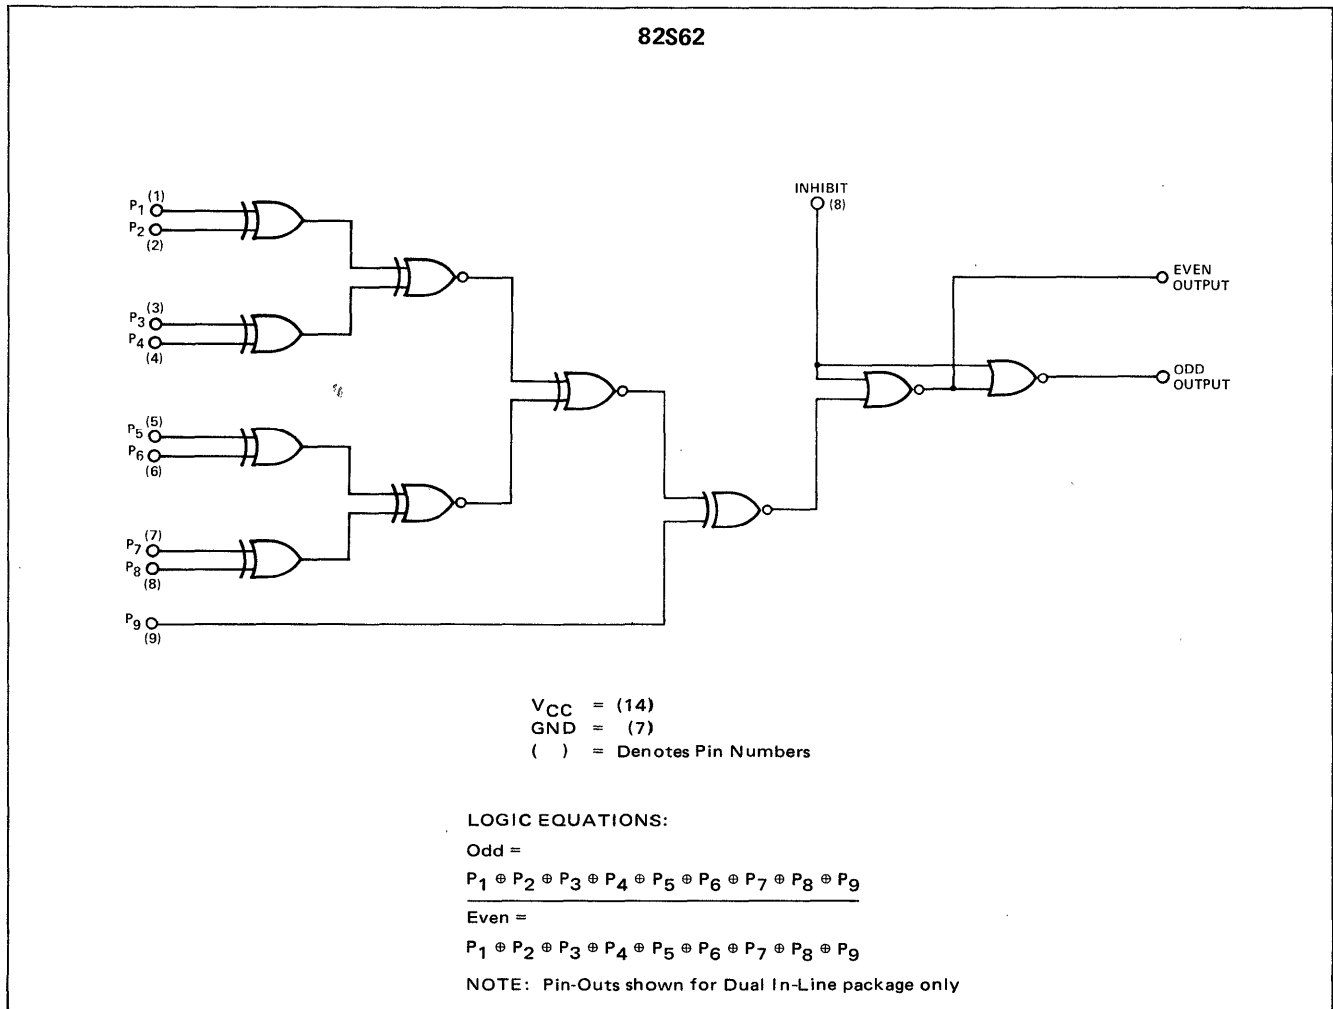 82S62
INHIBIT
(8)
P1 (1)
P2
(2)
P3 (3)
P4
(4)
P5 (5)
P6
(6)
P7 (7)
P8
(8)
P9
(9)
EVEN
OUTPUT
ODD
OUTPUT
VCC = (14)
GND = (7)
( ) = Denotes Pin Numbers
LOGIC EQUATIONS:
Odd =
P1 ⊕ P2 ⊕ P3 ⊕ P4 ⊕ P5 ⊕ P6 ⊕ P7 ⊕ P8 ⊕ P9
Even =
P1 ⊕ P2 ⊕ P3 ⊕ P4 ⊕ P5 ⊕ P6 ⊕ P7 ⊕ P8 ⊕ P9
NOTE: Pin-Outs shown for Dual In-Line package only